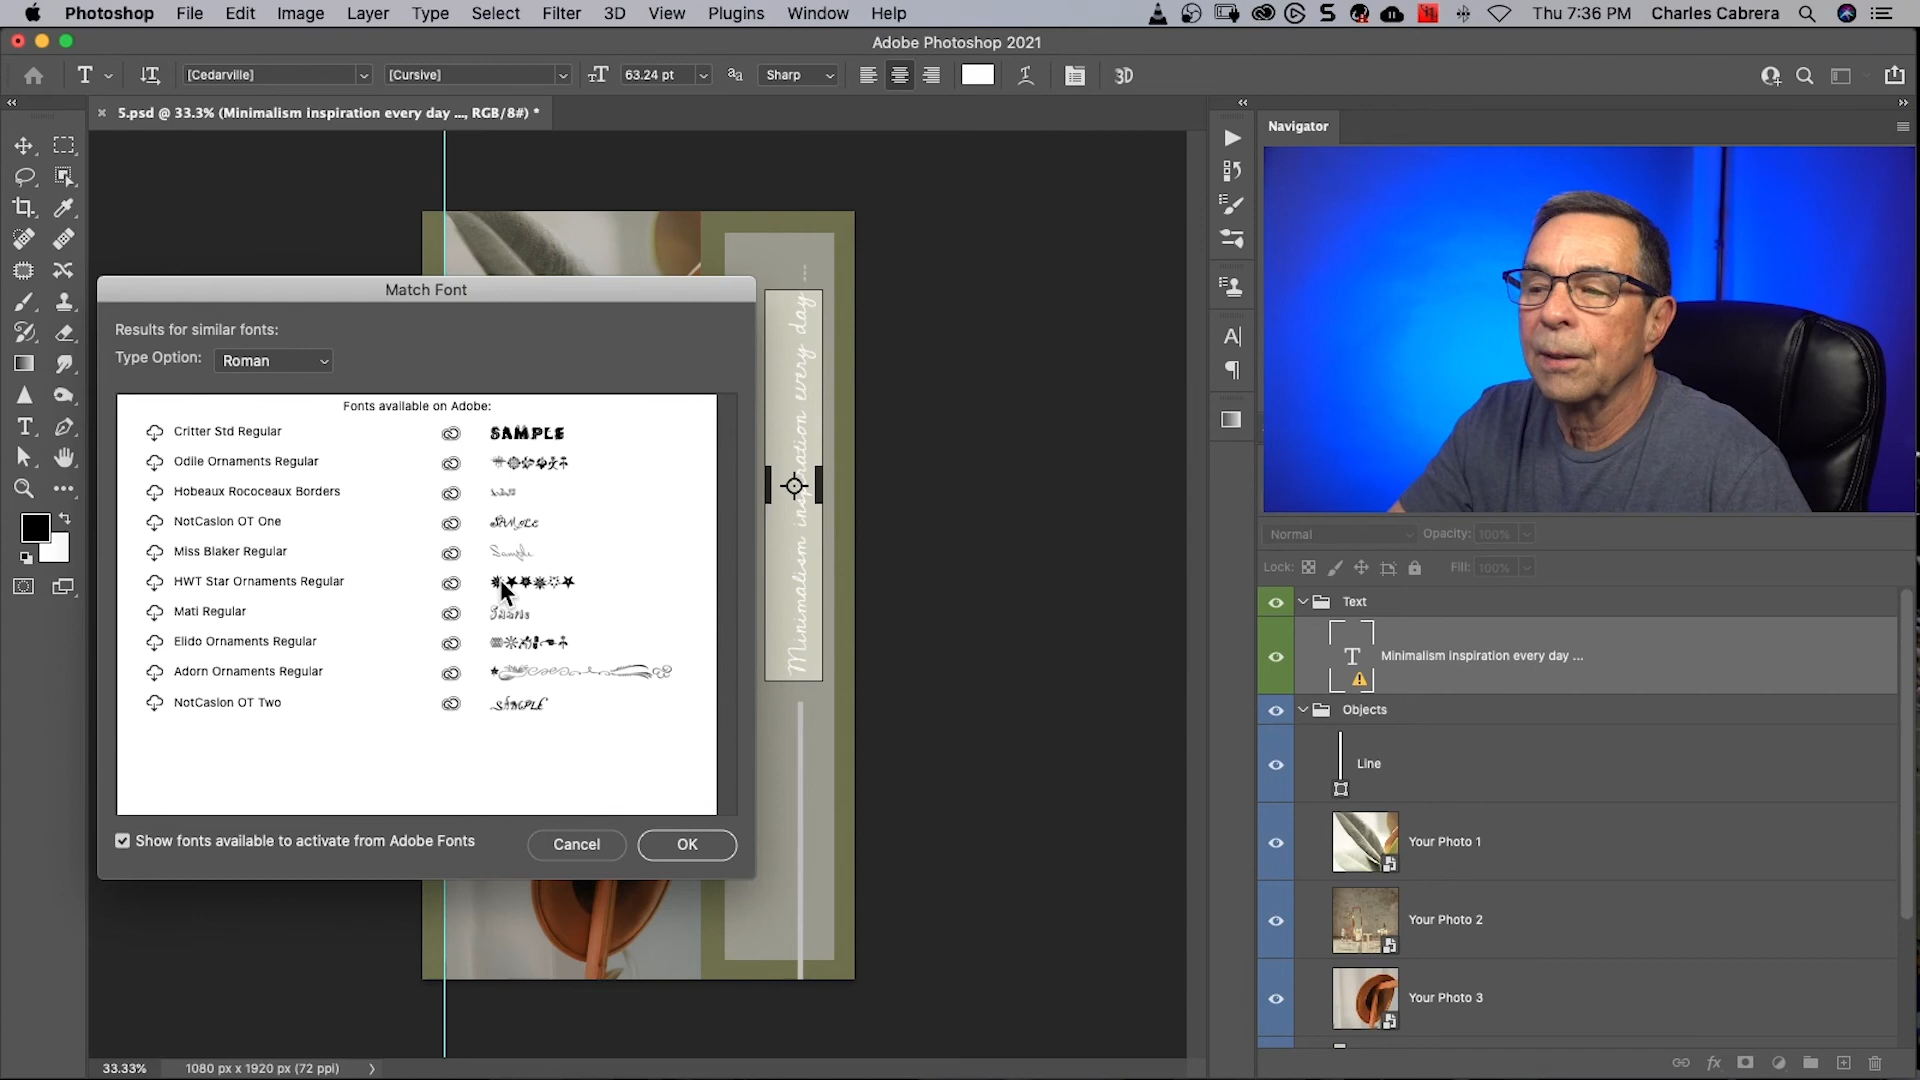 Photoshop File Edit Image Layer Type Select Filter 3D View Plugins Window Help Thu 7:36 PM Charles Cabrera
Adobe Photoshop 2021
[Cedarville] [Cursive] 63.24 pt Sharp 3D
5.psd @ 33.3% (Minimalism inspiration every day ..., RGB/8#) *
Navigator
Match Font
Results for similar fonts:
Type Option: Roman
Fonts available on Adobe:
Critter Std Regular SAMPLE
Odile Ornaments Regular
Hobeaux Rococeaux Borders
NotCaslon OT One SAMPLE
Miss Blaker Regular Sample
HWT Star Ornaments Regular
Mati Regular Sample
Elido Ornaments Regular
Adorn Ornaments Regular
NotCaslon OT Two SAMPLE
Show fonts available to activate from Adobe Fonts
Cancel OK
Minimalism inspiration every day ...
Normal Opacity: 100%
Lock: Fill: 100%
Text
Minimalism inspiration every day ...
Objects
Line
Your Photo 1
Your Photo 2
Your Photo 3
33.33% 1080 px x 1920 px (72 ppi)